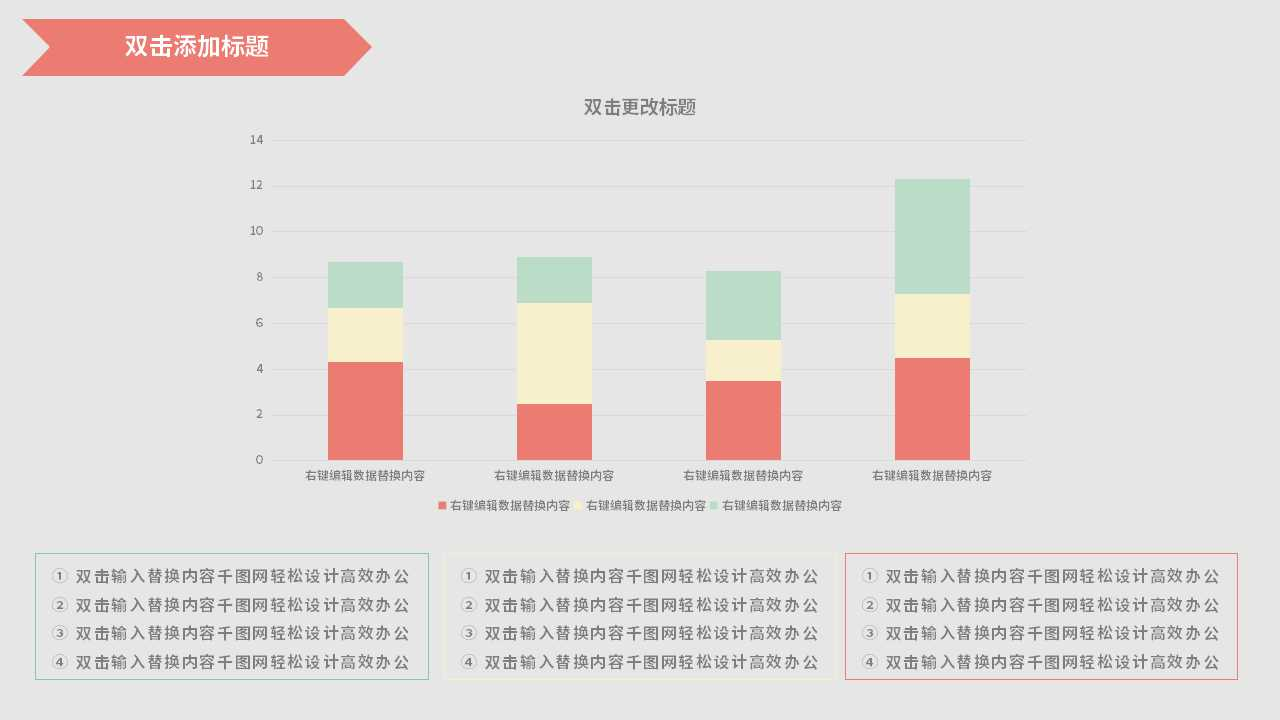 双击添加标题
双击更改标题
14
12
10
8
6
4
2
0
右键编辑数据替换内容 右键编辑数据替换内容 右键编辑数据替换内容 右键编辑数据替换内容
右键编辑数据替换内容 右键编辑数据替换内容 右键编辑数据替换内容
① 双击输入替换内容千图网轻松设计高效办公
② 双击输入替换内容千图网轻松设计高效办公
③ 双击输入替换内容千图网轻松设计高效办公
④ 双击输入替换内容千图网轻松设计高效办公
① 双击输入替换内容千图网轻松设计高效办公
② 双击输入替换内容千图网轻松设计高效办公
③ 双击输入替换内容千图网轻松设计高效办公
④ 双击输入替换内容千图网轻松设计高效办公
① 双击输入替换内容千图网轻松设计高效办公
② 双击输入替换内容千图网轻松设计高效办公
③ 双击输入替换内容千图网轻松设计高效办公
④ 双击输入替换内容千图网轻松设计高效办公